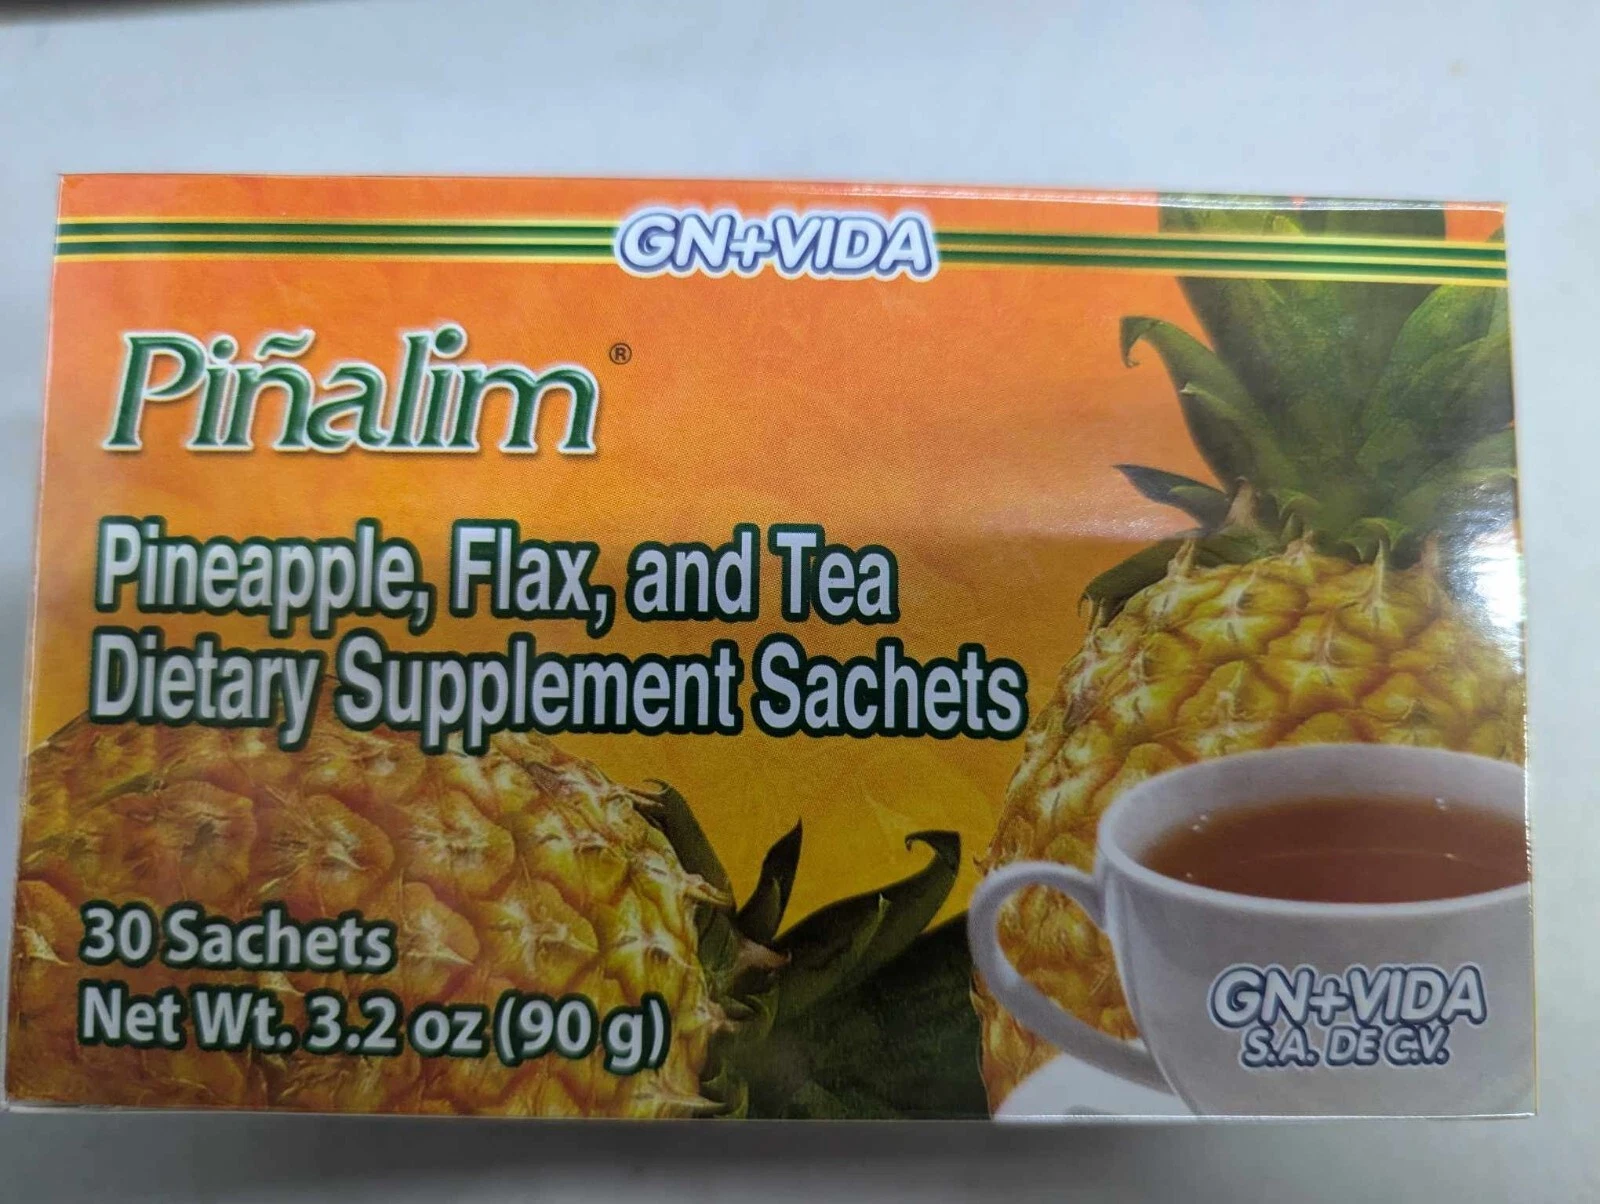 GN+VIDA
Piñalim®
Pineapple, Flax, and Tea
Dietary Supplement Sachets
30 Sachets
Net Wt. 3.2 oz (90 g)
GN+VIDA
S.A. DE C.V.